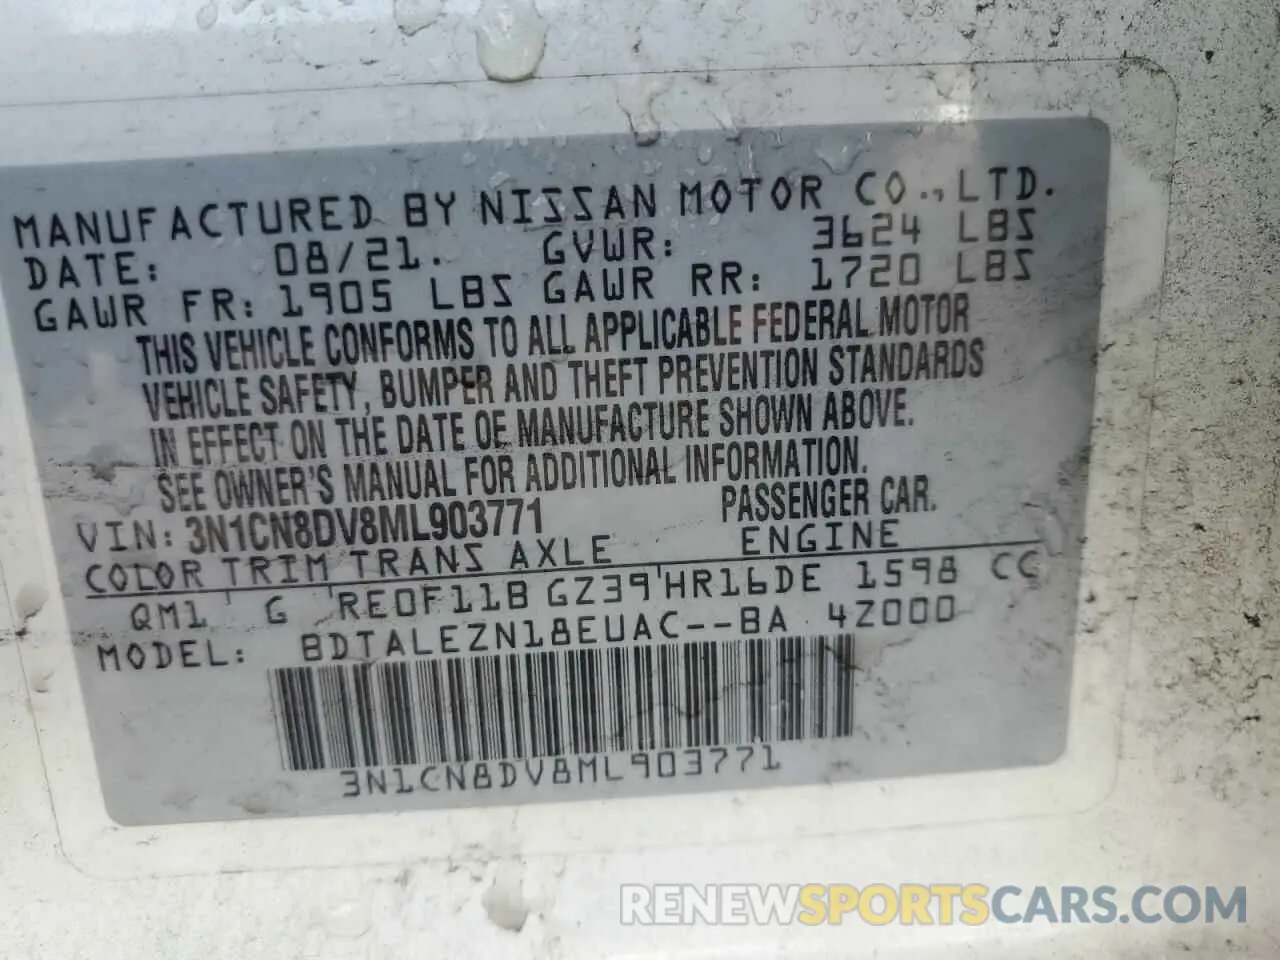 MANUFACTURED BY NISSAN MOTOR CO., LTD.
DATE: 08/21. GVWR: 3624 LBS
GAWR FR: 1905 LBS GAWR RR: 1720 LBS
THIS VEHICLE CONFORMS TO ALL APPLICABLE FEDERAL MOTOR
VEHICLE SAFETY, BUMPER AND THEFT PREVENTION STANDARDS
IN EFFECT ON THE DATE OF MANUFACTURE SHOWN ABOVE.
SEE OWNER'S MANUAL FOR ADDITIONAL INFORMATION.
VIN: 3N1CN8DV8ML903771 PASSENGER CAR.
COLOR TRIM TRANS AXLE ENGINE
QM1 ' G 'RE0F11B GZ39'HR16DE 1598 CC
MODEL: BDTALEZN18EUAC--BA 4Z000
3N1CN8DV8ML903771
RENEWSPORTSCARS.COM